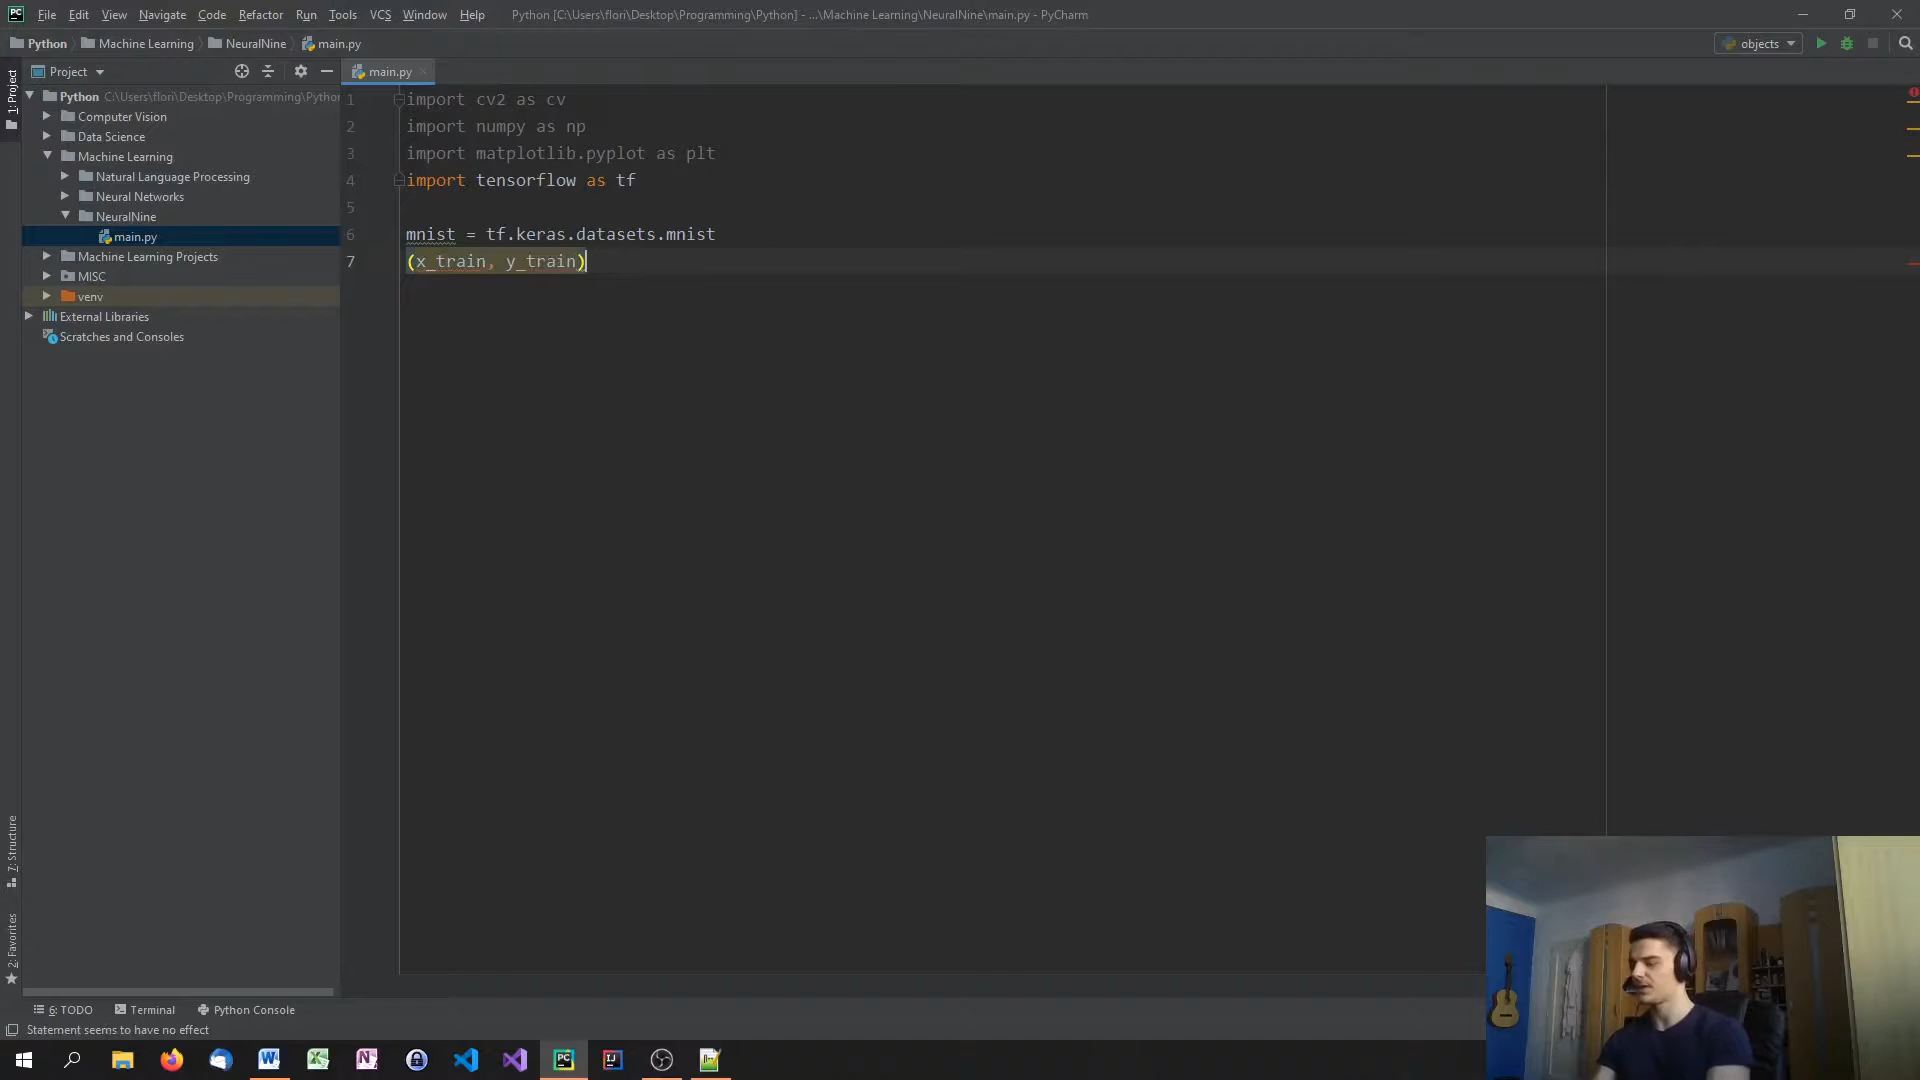 PC File Edit View Navigate Code Refactor Run Tools VCS Window Help Python [C:\Users\flori\Desktop\Programming\Python] - ...\Machine Learning\NeuralNine\main.py - PyCharm
Python Machine Learning NeuralNine main.py objects
1: Project
Project
main.py
Python C:\Users\flori\Desktop\Programming\Python
Computer Vision
Data Science
Machine Learning
Natural Language Processing
Neural Networks
NeuralNine
main.py
Machine Learning Projects
MISC
venv
External Libraries
Scratches and Consoles
1 import cv2 as cv
2 import numpy as np
3 import matplotlib.pyplot as plt
4 import tensorflow as tf
5
6 mnist = tf.keras.datasets.mnist
7 (x_train, y_train)
7: Structure
2: Favorites
6: TODO Terminal Python Console
Statement seems to have no effect
W X N PC IJ